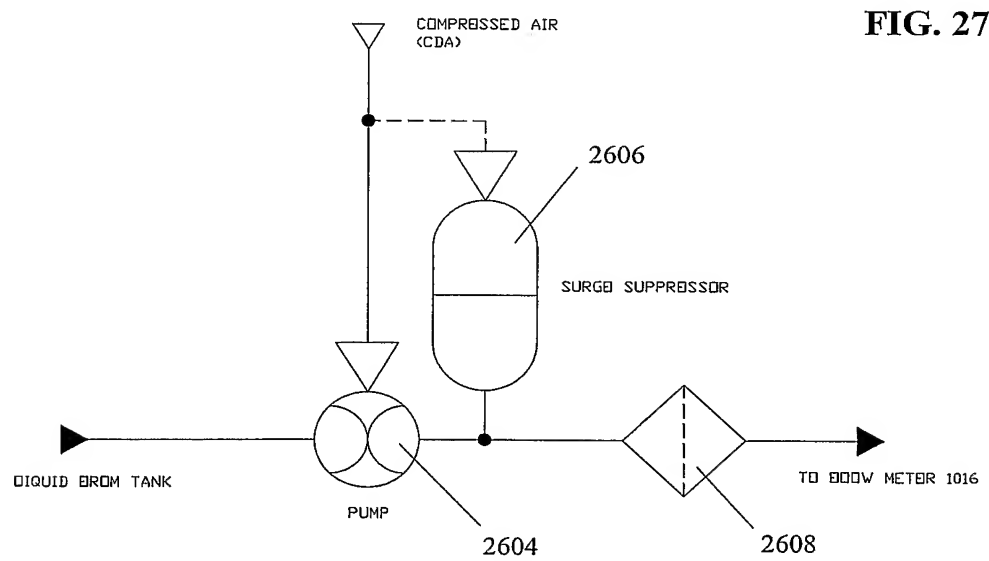 FIG. 27
COMPRESSED AIR
(CDA)
2606
SURGE SUPPRESSOR
DIQUID BROM TANK
TO BOOW METER 1016
PUMP
2604
2608